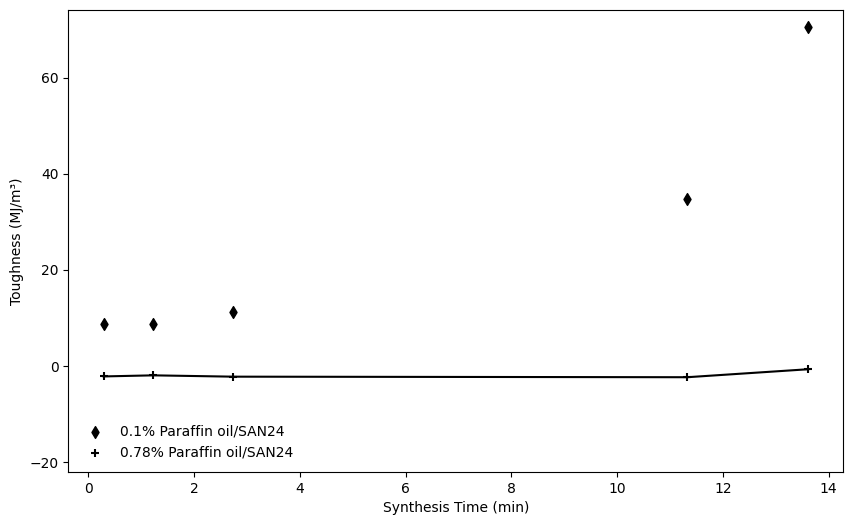 60
40
20
0
−20
Toughness (MJ/m³)
0.1% Paraffin oil/SAN24
0.78% Paraffin oil/SAN24
0 2 4 6 8 10 12 14
Synthesis Time (min)